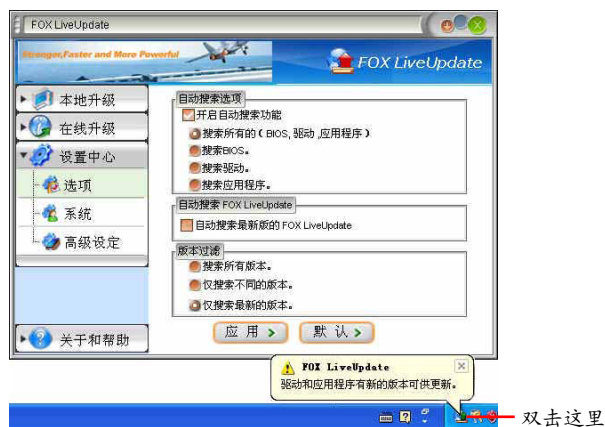 FOX LiveUpdate
Stronger,Faster and More Powerful
FOX LiveUpdate
本地升级
在线升级
设置中心
选项
系统
高级设定
关于和帮助
自动搜索选项
开启自动搜索功能
搜索所有的（BIOS, 驱动 ,应用程序）
搜索BIOS。
搜索驱动。
搜索应用程序。
自动搜索 FOX LiveUpdate
自动搜索最新版的 FOX LiveUpdate
版本过滤
搜索所有版本。
仅搜索不同的版本。
仅搜索最新的版本。
应 用
默 认
FOX LiveUpdate
驱动和应用程序有新的版本可供更新。
双击这里